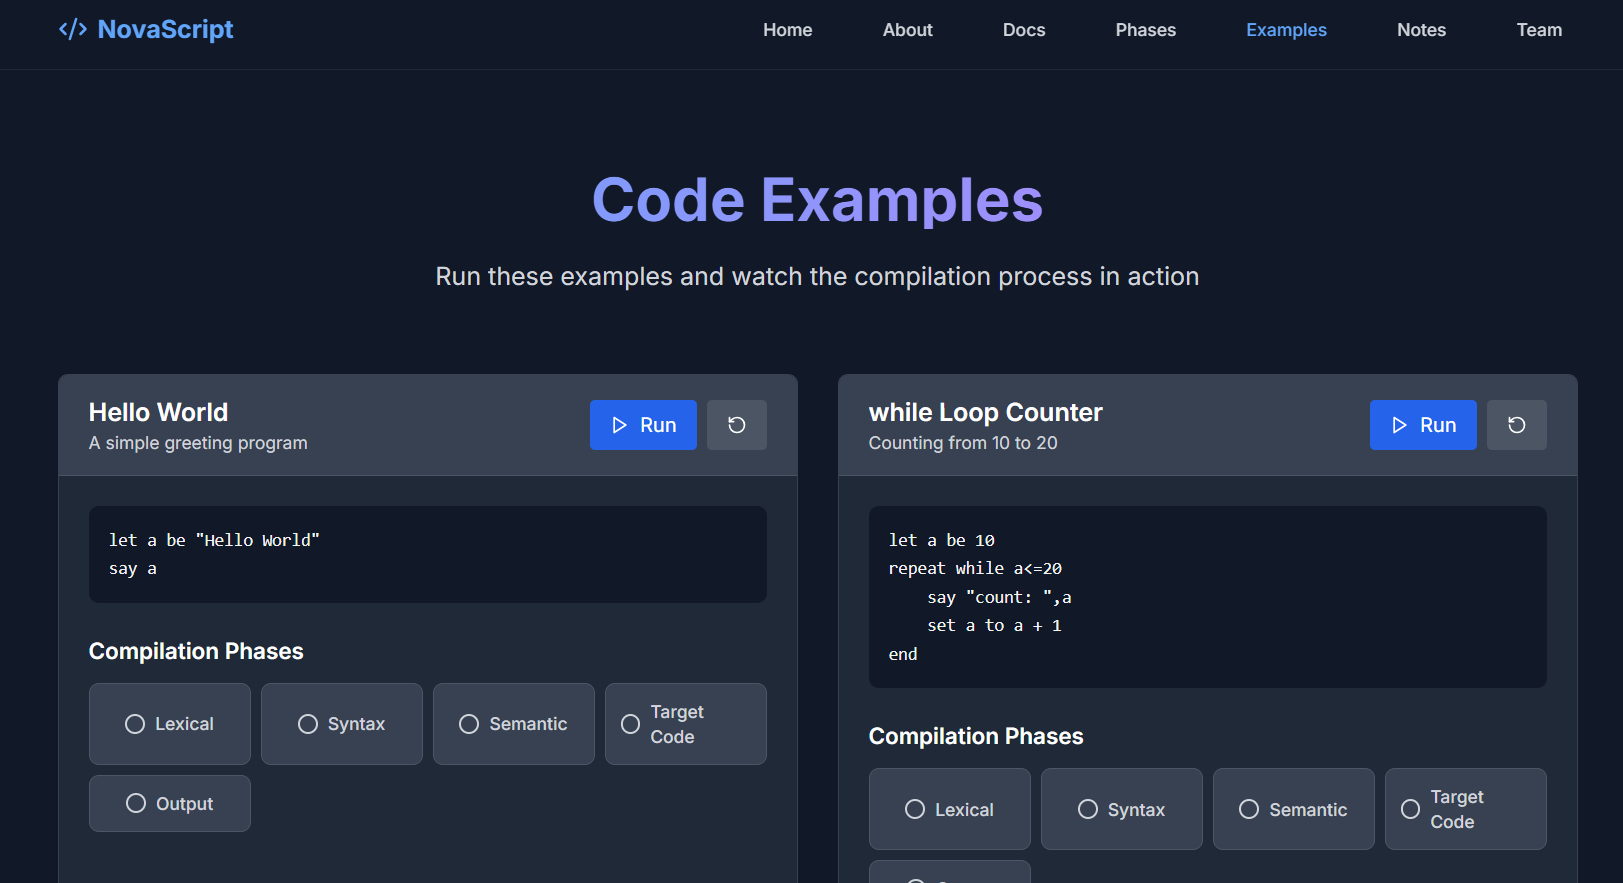 </> NovaScript
Home About Docs Phases Examples Notes Team
Code Examples
Run these examples and watch the compilation process in action
Hello World
A simple greeting program
Run
let a be "Hello World"
say a
Compilation Phases
Lexical
Syntax
Semantic
Target
Code
Output
while Loop Counter
Counting from 10 to 20
Run
let a be 10
repeat while a<=20
    say "count: ",a
    set a to a + 1
end
Compilation Phases
Lexical
Syntax
Semantic
Target
Code